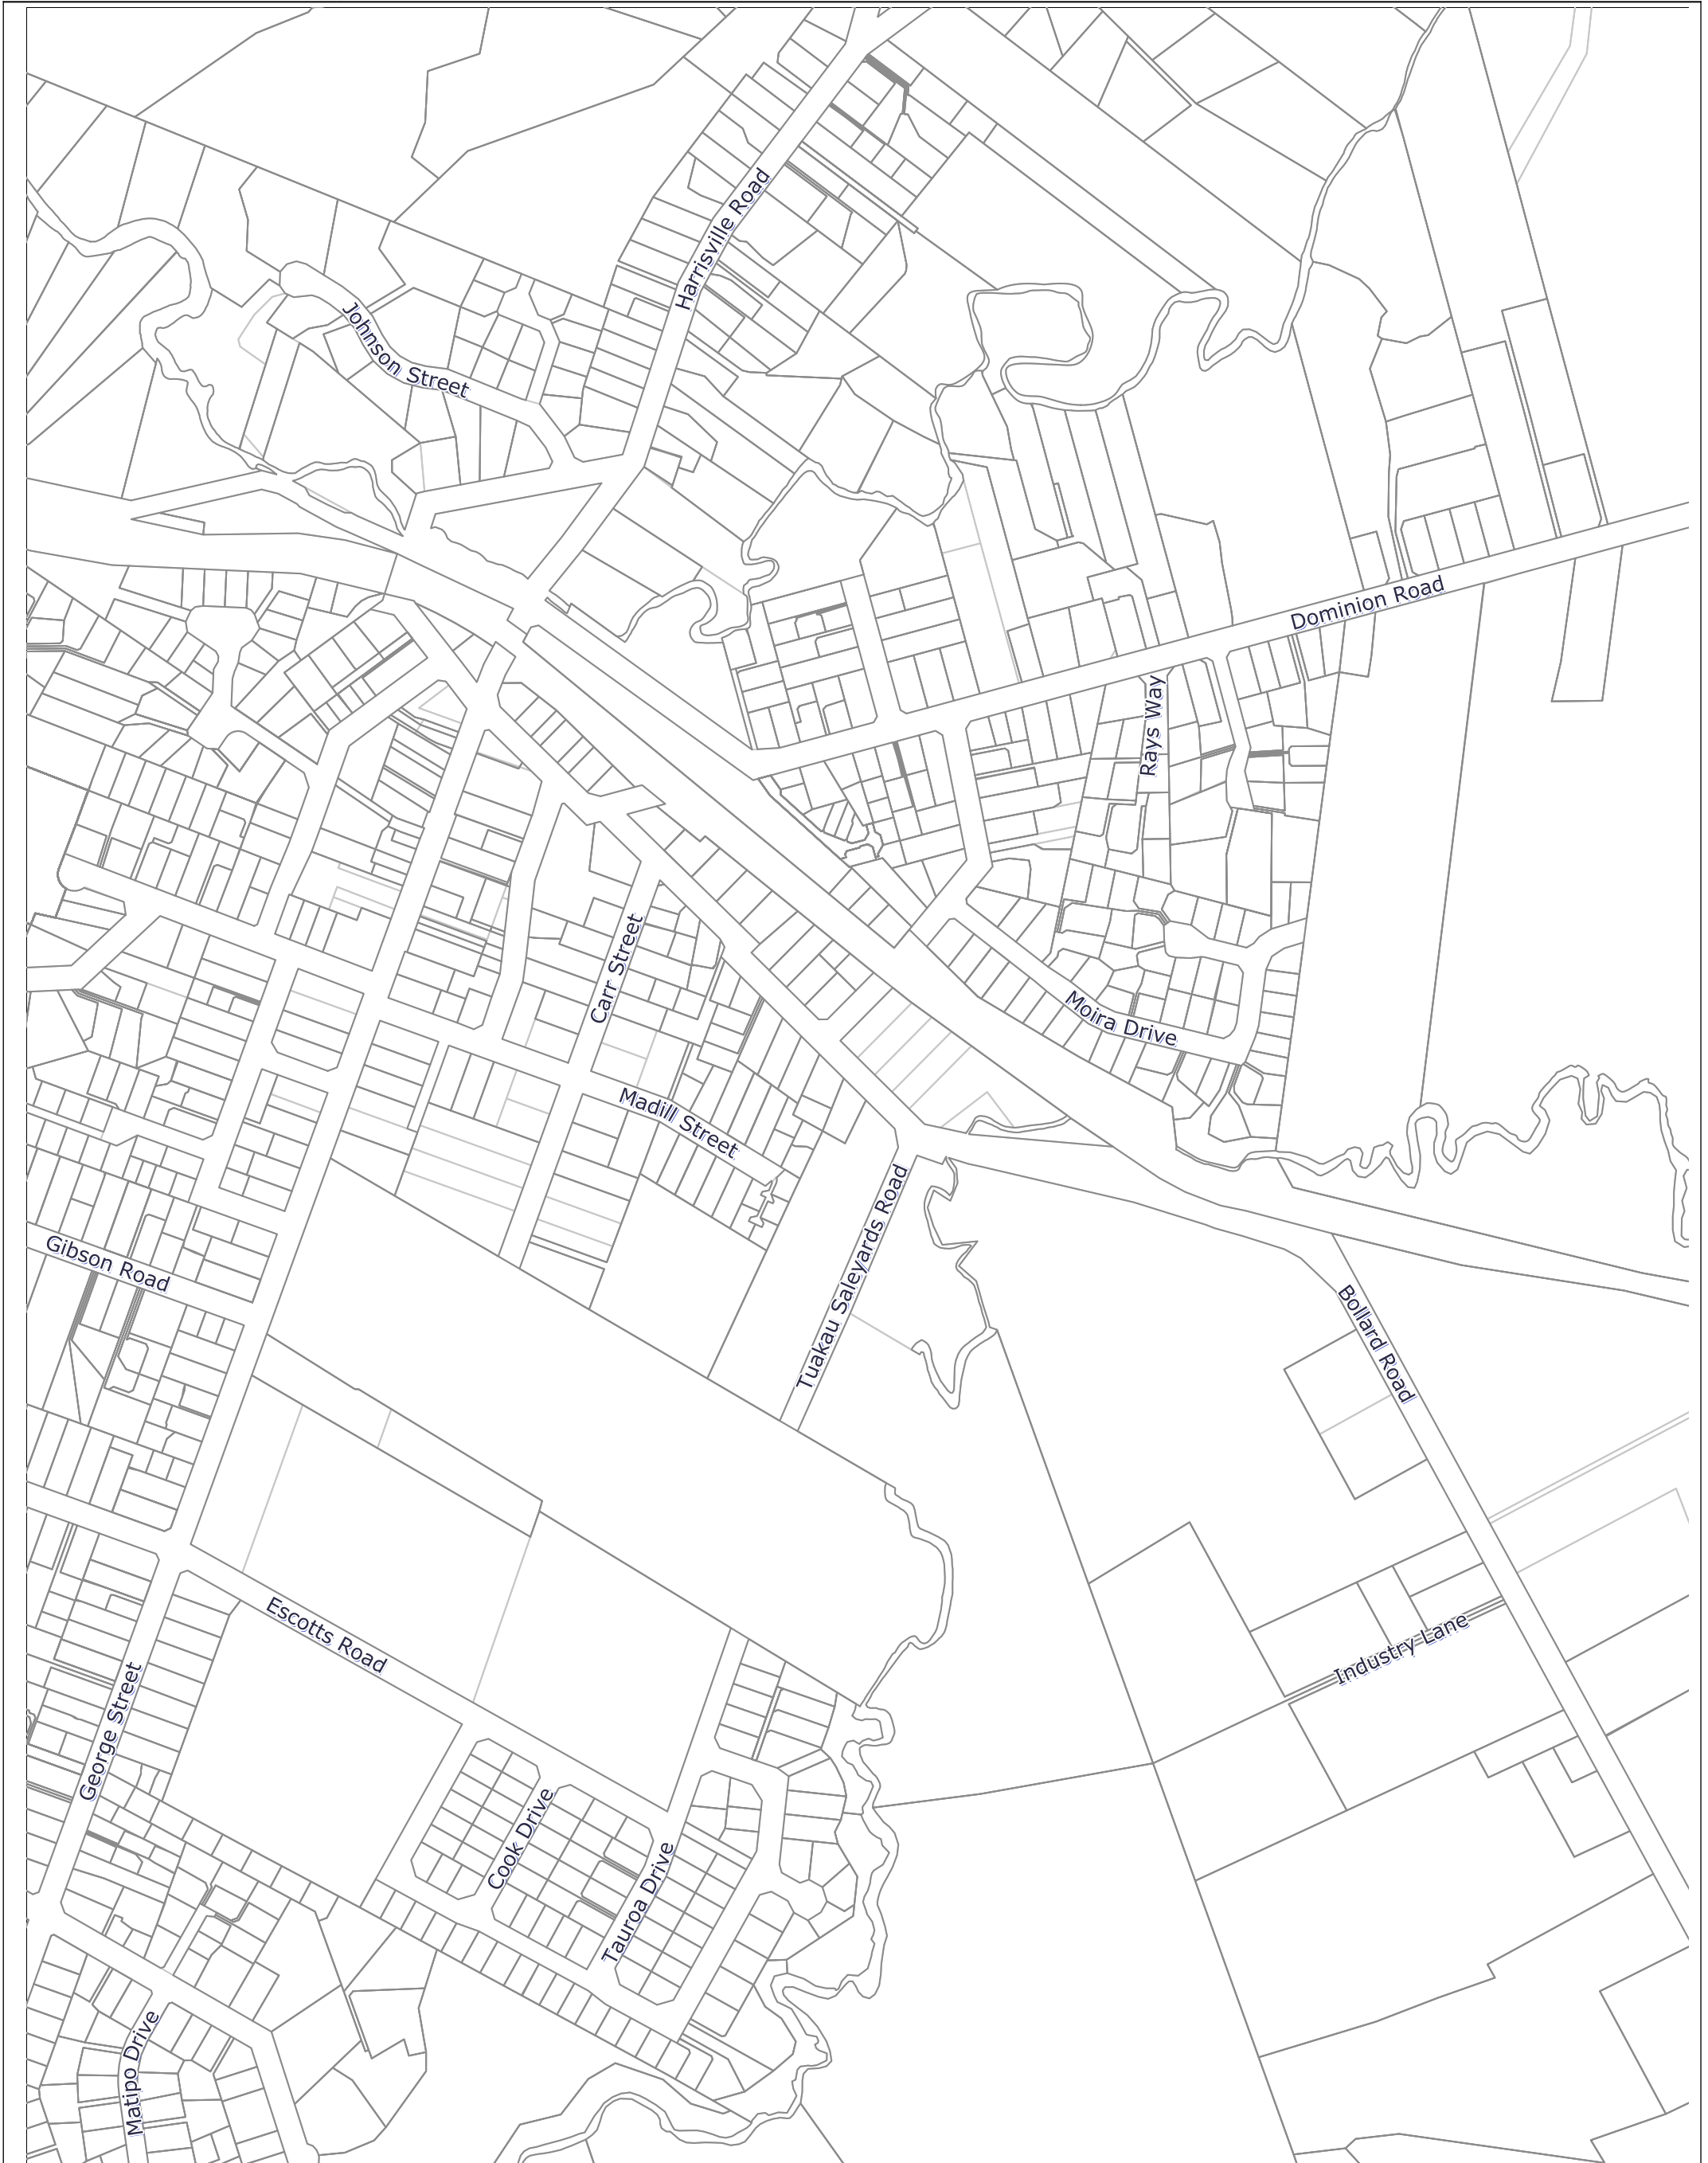 Harrisville Road
Johnson Street
Dominion Road
Rays Way
Carr Street
Moira Drive
Madill Street
Tuakau Saleyards Road
Gibson Road
Bollard Road
Escotts Road
Industry Lane
George Street
Cook Drive
Tauroa Drive
Matipo Drive